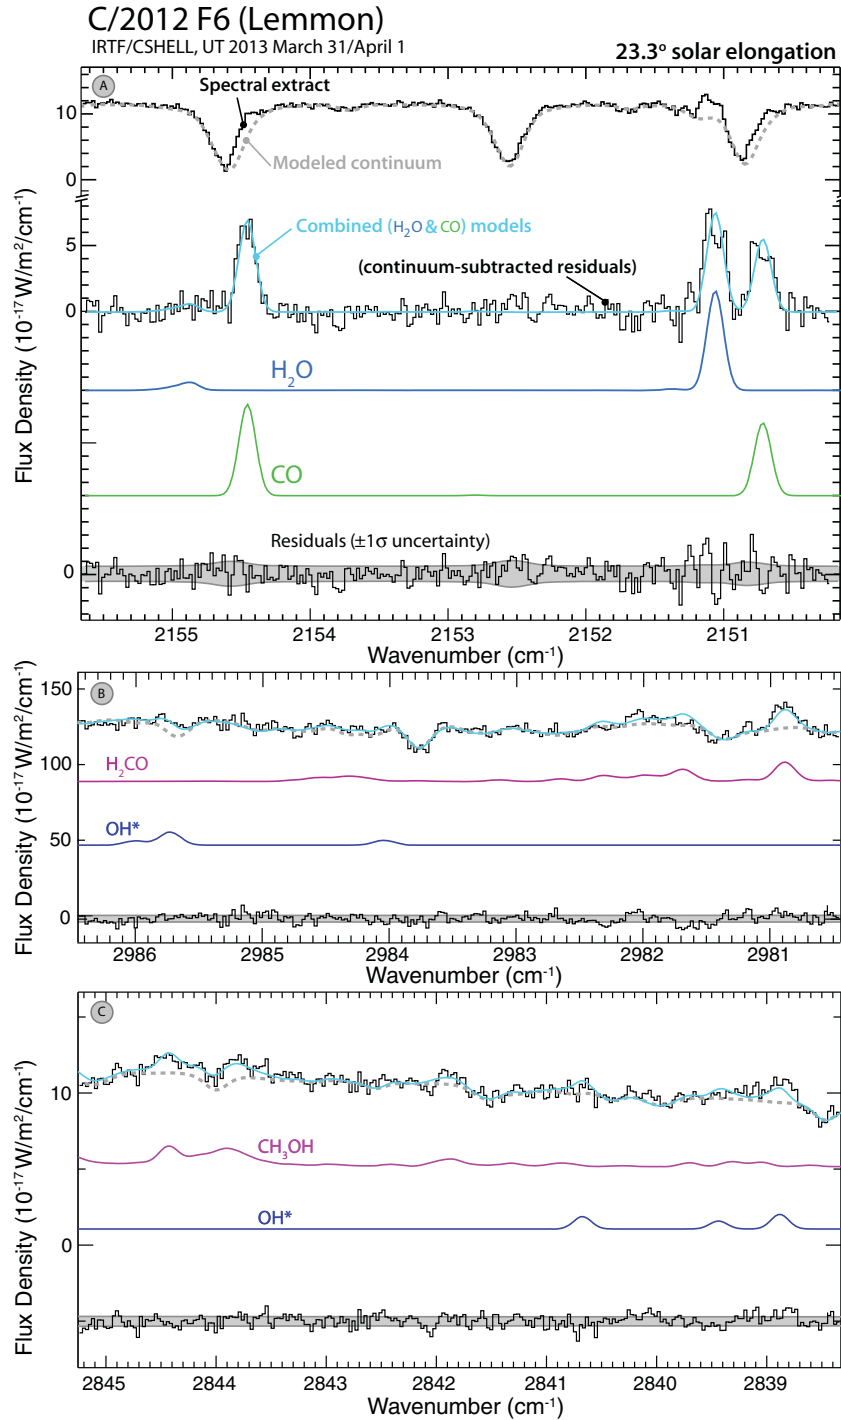 C/2012 F6 (Lemmon)
IRTF/CSHELL, UT 2013 March 31/April 1
23.3º solar elongation
A
Spectral extract
10
Modeled continuum
0
Combined (H₂O & CO) models
5
(continuum-subtracted residuals)
0
H₂O
CO
Residuals (±1σ uncertainty)
0
Flux Density (10⁻¹⁷ W/m²/cm⁻¹)
2155 2154 2153 2152 2151
Wavenumber (cm⁻¹)
B
150
100
H₂CO
50
OH*
0
Flux Density (10⁻¹⁷ W/m²/cm⁻¹)
2986 2985 2984 2983 2982 2981
Wavenumber (cm⁻¹)
C
10
CH₃OH
OH*
0
Flux Density (10⁻¹⁷ W/m²/cm⁻¹)
2845 2844 2843 2842 2841 2840 2839
Wavenumber (cm⁻¹)